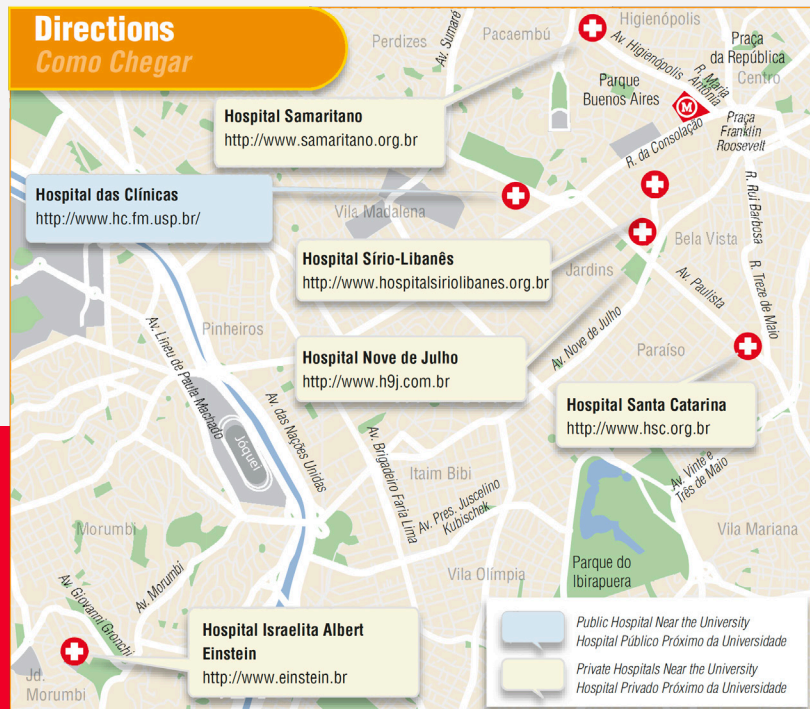 Directions
Como Chegar
Perdizes
Av. Sumaré
Pacaembú
Higienópolis
Av. Higienópolis
R. Maria
Antônia
Praça
da República
Centro
Parque
Buenos Aires
M
Praça
Franklin
Roosevelt
R. da Consolação
Hospital Samaritano
http://www.samaritano.org.br
Hospital das Clínicas
http://www.hc.fm.usp.br/
Vila Madalena
Hospital Sírio-Libanês
http://www.hospitalsiriolibanes.org.br
Jardins
Bela Vista
R. Rui Barbosa
R. Treze de Maio
Av. Paulista
Pinheiros
Av. Lineu de Paula Machado
Hospital Nove de Julho
http://www.h9j.com.br
Av. Nove de Julho
Paraíso
Hospital Santa Catarina
http://www.hsc.org.br
Jóquei
Av. das Nações Unidas
Av. Brigadeiro Faria Lima
Itaim Bibi
Av. Pres. Juscelino
Kubischek
Av. Vinte e
Três de Maio
Morumbi
Av. Morumbi
Av. Giovanni Gronchi
Vila Olímpia
Parque do
Ibirapuera
Vila Mariana
Hospital Israelita Albert
Einstein
http://www.einstein.br
Jd.
Morumbi
Public Hospital Near the University
Hospital Público Próximo da Universidade
Private Hospitals Near the University
Hospital Privado Próximo da Universidade